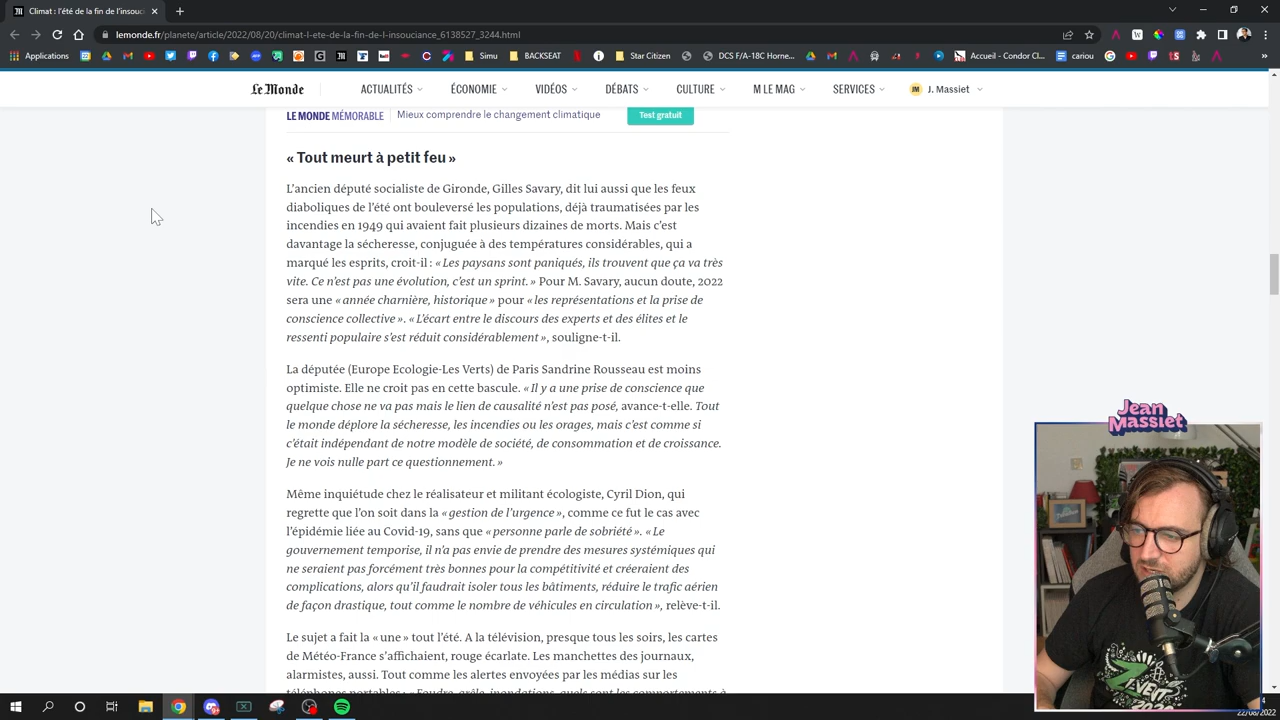 Climat : l'été de la fin de l'insouc
lemonde.fr/planete/article/2022/08/20/climat-l-ete-de-la-fin-de-l-insouciance_6138527_3244.html
Applications
Simu
BACKSEAT
Star Citizen
DCS F/A-18C Horne...
Accueil - Condor Cl...
cariou
»
Le Monde
ACTUALITÉS
ÉCONOMIE
VIDÉOS
DÉBATS
CULTURE
M LE MAG
SERVICES
JM
J. Massiet
LE MONDE MÉMORABLE
Mieux comprendre le changement climatique
Test gratuit
« Tout meurt à petit feu »
L'ancien député socialiste de Gironde, Gilles Savary, dit lui aussi que les feux
diaboliques de l'été ont bouleversé les populations, déjà traumatisées par les
incendies en 1949 qui avaient fait plusieurs dizaines de morts. Mais c'est
davantage la sécheresse, conjuguée à des températures considérables, qui a
marqué les esprits, croit-il : « Les paysans sont paniqués, ils trouvent que ça va très
vite. Ce n'est pas une évolution, c'est un sprint. » Pour M. Savary, aucun doute, 2022
sera une « année charnière, historique » pour « les représentations et la prise de
conscience collective ». « L'écart entre le discours des experts et des élites et le
ressenti populaire s'est réduit considérablement », souligne-t-il.
La députée (Europe Ecologie-Les Verts) de Paris Sandrine Rousseau est moins
optimiste. Elle ne croit pas en cette bascule. « Il y a une prise de conscience que
quelque chose ne va pas mais le lien de causalité n'est pas posé, avance-t-elle. Tout
le monde déplore la sécheresse, les incendies ou les orages, mais c'est comme si
c'était indépendant de notre modèle de société, de consommation et de croissance.
Je ne vois nulle part ce questionnement. »
Même inquiétude chez le réalisateur et militant écologiste, Cyril Dion, qui
regrette que l'on soit dans la « gestion de l'urgence », comme ce fut le cas avec
l'épidémie liée au Covid-19, sans que « personne parle de sobriété ». « Le
gouvernement temporise, il n'a pas envie de prendre des mesures systémiques qui
ne seraient pas forcément très bonnes pour la compétitivité et créeraient des
complications, alors qu'il faudrait isoler tous les bâtiments, réduire le trafic aérien
de façon drastique, tout comme le nombre de véhicules en circulation », relève-t-il.
Le sujet a fait la « une » tout l'été. A la télévision, presque tous les soirs, les cartes
de Météo-France s'affichaient, rouge écarlate. Les manchettes des journaux,
alarmistes, aussi. Tout comme les alertes envoyées par les médias sur les
téléphones portables : « Foudre, grêle, inondations, quels sont les comportements à
Jean
Massiet
ZEVENT
22/08/2022